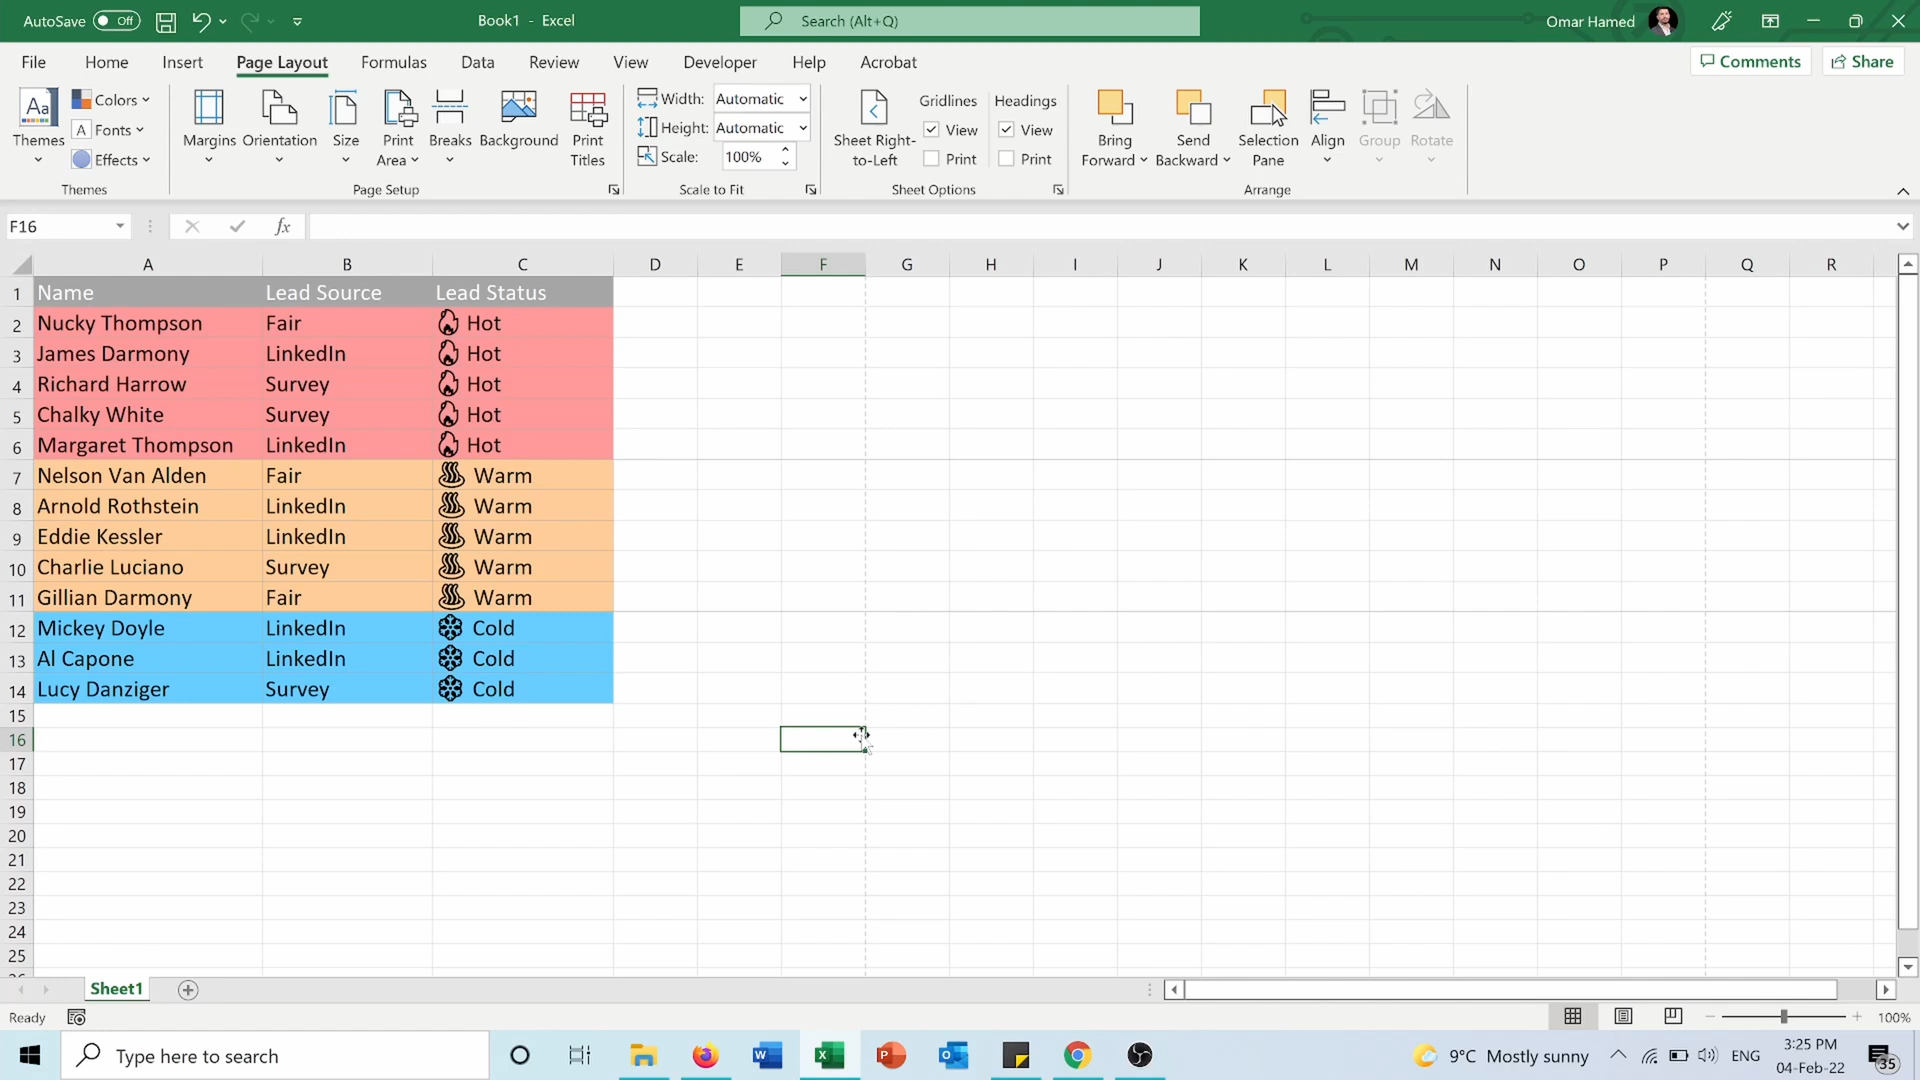 AutoSave Off Book1 - Excel Search (Alt+Q) Omar Hamed
File Home Insert Page Layout Formulas Data Review View Developer Help Acrobat Comments Share
Aa Colors Width: Automatic Gridlines Headings
A Fonts Height: Automatic View View
Themes Margins Orientation Size Print Area Breaks Background Print Titles Sheet Right-to-Left Bring Forward Send Backward Selection Pane Align Group Rotate
Effects Scale: 100% Print Print
Themes Page Setup Scale to Fit Sheet Options Arrange
F16 fx
A B C D E F G H I J K L M N O P Q R
1 Name Lead Source Lead Status
2 Nucky Thompson Fair Hot
3 James Darmony LinkedIn Hot
4 Richard Harrow Survey Hot
5 Chalky White Survey Hot
6 Margaret Thompson LinkedIn Hot
7 Nelson Van Alden Fair Warm
8 Arnold Rothstein LinkedIn Warm
9 Eddie Kessler LinkedIn Warm
10 Charlie Luciano Survey Warm
11 Gillian Darmony Fair Warm
12 Mickey Doyle LinkedIn Cold
13 Al Capone LinkedIn Cold
14 Lucy Danziger Survey Cold
15
16
17
18
19
20
21
22
23
24
25
Sheet1
Ready 100%
Type here to search 9°C Mostly sunny ENG 3:25 PM 35
04-Feb-22